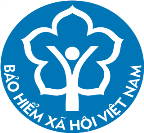 BẢO HIỂM XÃ HỘI VIỆT NAM